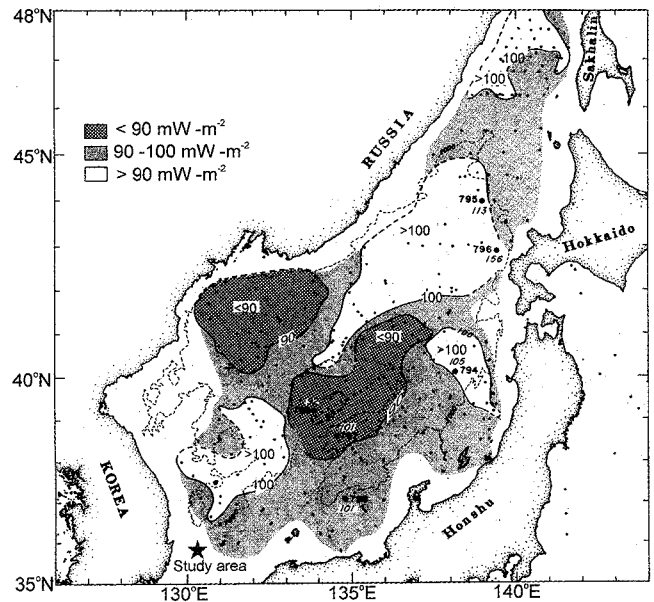 48°N
45°N
40°N
35°N
130°E
135°E
140°E
< 90 mW -m-²
90 -100 mW -m-²
> 90 mW -m-²
RUSSIA
Sakhalin
Hokkaido
Honshu
KOREA
Study area
100
>100
795
113
>100
796
156
100
<90
90
<90
>100
105
794
>100
100
101